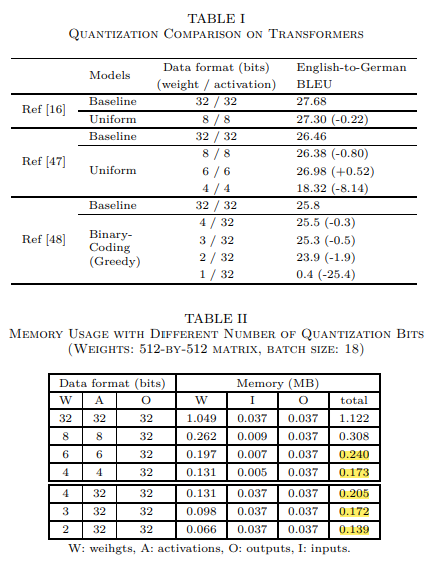 TABLE I
QUANTIZATION COMPARISON ON TRANSFORMERS
Models Data format (bits) (weight / activation) English-to-German BLEU
Ref [16] Baseline 32 / 32 27.68
Uniform 8 / 8 27.30 (-0.22)
Ref [47] Baseline 32 / 32 26.46
Uniform 8 / 8 26.38 (-0.80)
6 / 6 26.98 (+0.52)
4 / 4 18.32 (-8.14)
Ref [48] Baseline 32 / 32 25.8
Binary-Coding (Greedy) 4 / 32 25.5 (-0.3)
3 / 32 25.3 (-0.5)
2 / 32 23.9 (-1.9)
1 / 32 0.4 (-25.4)
TABLE II
MEMORY USAGE WITH DIFFERENT NUMBER OF QUANTIZATION BITS
(WEIGHTS: 512-BY-512 MATRIX, BATCH SIZE: 18)
Data format (bits) Memory (MB)
W A O W I O total
32 32 32 1.049 0.037 0.037 1.122
8 8 32 0.262 0.009 0.037 0.308
6 6 32 0.197 0.007 0.037 0.240
4 4 32 0.131 0.005 0.037 0.173
4 32 32 0.131 0.037 0.037 0.205
3 32 32 0.098 0.037 0.037 0.172
2 32 32 0.066 0.037 0.037 0.139
W: weihgts, A: activations, O: outputs, I: inputs.